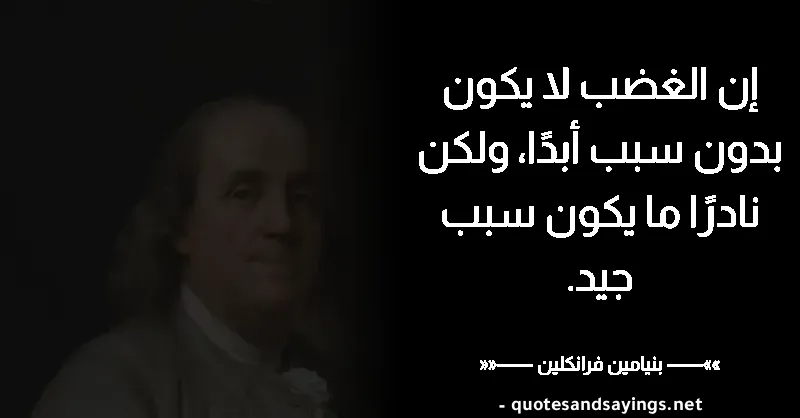 إن الغضب لا يكون
بدون سبب أبدًا، ولكن
نادرًا ما يكون سبب
جيد.
»»—— بنيامين فرانكلين ——««
- quotesandsayings.net